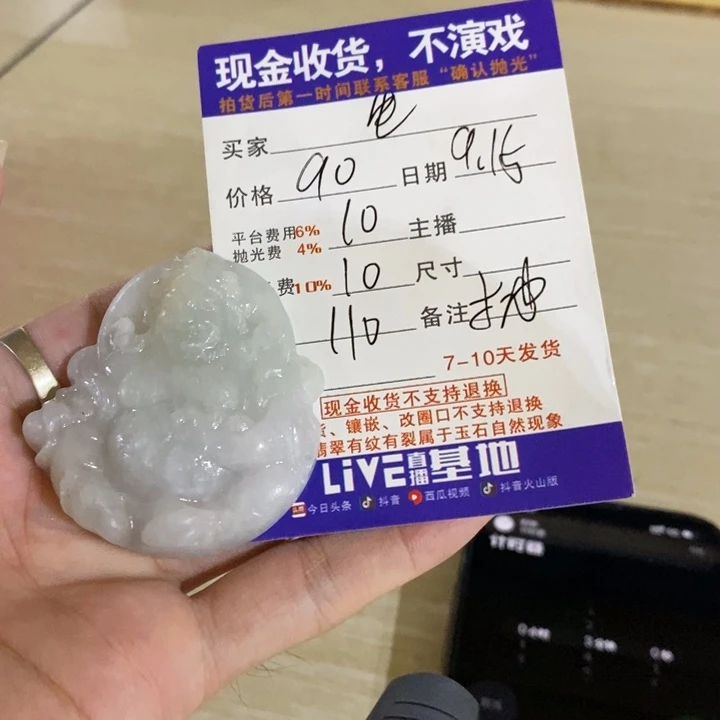 现金收货，不演戏
拍货后第一时间联系客服“确认抛光”
买家
价格 90 日期 9.15
平台费用6% 10 主播
抛光费 4%
费10% 10 尺寸
110 备注
7-10天发货
现金收货不支持退换
镶嵌、改圈口不支持退换
翡翠有纹有裂属于玉石自然现象
LiVE直播基地
今日头条 抖音 西瓜视频 抖音火山版